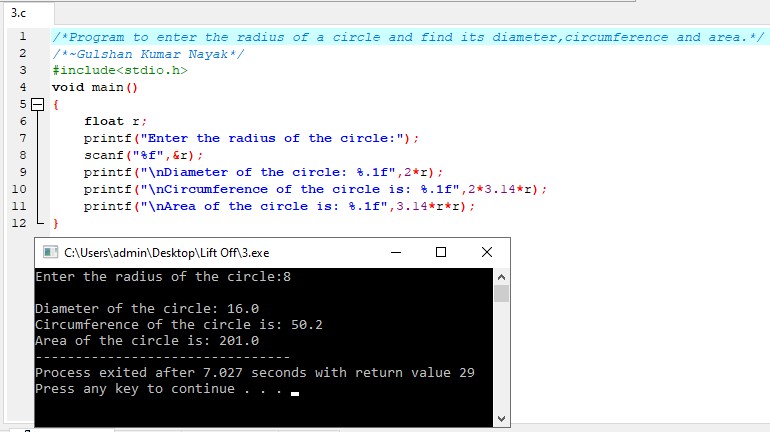 3.c
1 /*Program to enter the radius of a circle and find its diameter,circumference and area.*/
2 /*~Gulshan Kumar Nayak*/
3 #include<stdio.h>
4 void main()
5 {
6 float r;
7 printf("Enter the radius of the circle:");
8 scanf("%f",&r);
9 printf("\nDiameter of the circle: %.1f",2*r);
10 printf("\nCircumference of the circle is: %.1f",2*3.14*r);
11 printf("\nArea of the circle is: %.1f",3.14*r*r);
12 }
C:\Users\admin\Desktop\Lift Off\3.exe
Enter the radius of the circle:8
Diameter of the circle: 16.0
Circumference of the circle is: 50.2
Area of the circle is: 201.0
--------------------------------
Process exited after 7.027 seconds with return value 29
Press any key to continue . . .